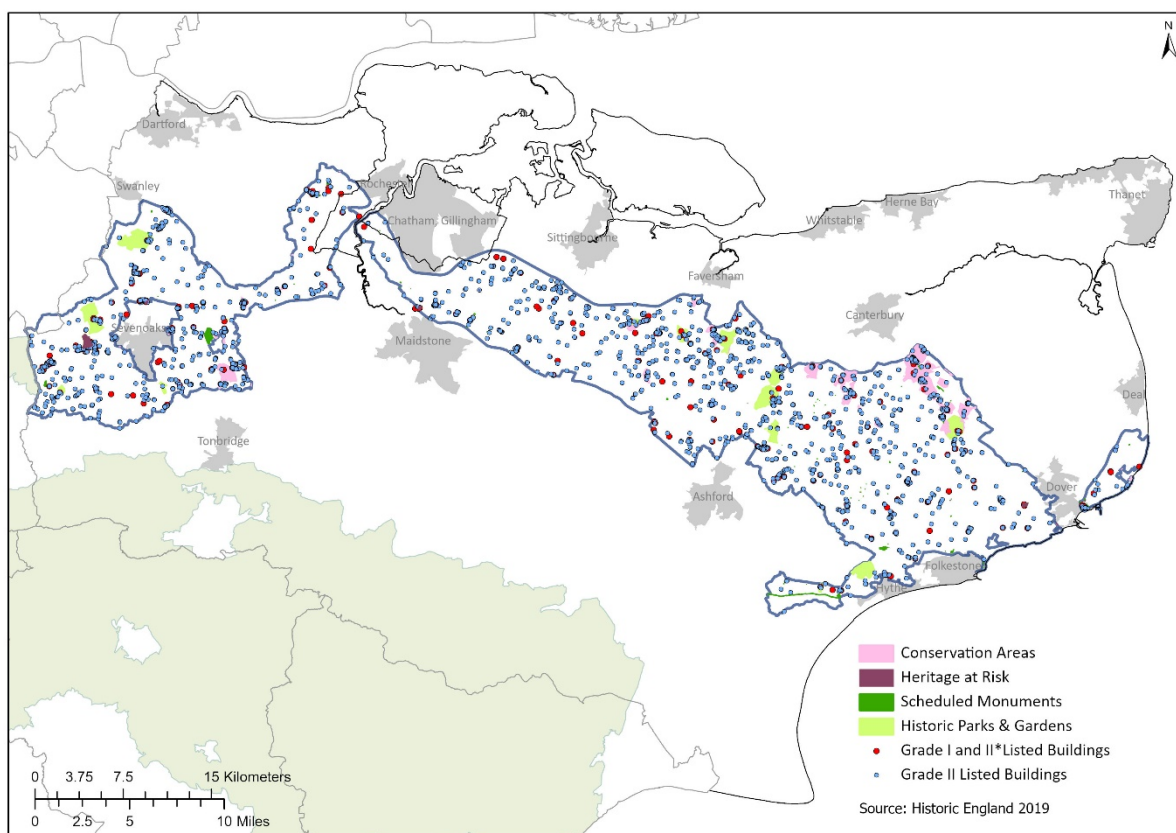 N
Dartford
Swanley
Roches
Chatham, Gillingham
Sittingbourne
Whitstable
Herne Bay
Thanet
Faversham
Canterbury
Sevenoaks
Maidstone
Deal
Tonbridge
Ashford
Dover
Folkestone
Hythe
Conservation Areas
Heritage at Risk
Scheduled Monuments
Historic Parks & Gardens
Grade I and II*Listed Buildings
Grade II Listed Buildings
Source: Historic England 2019
0 3.75 7.5 15 Kilometers
0 2.5 5 10 Miles